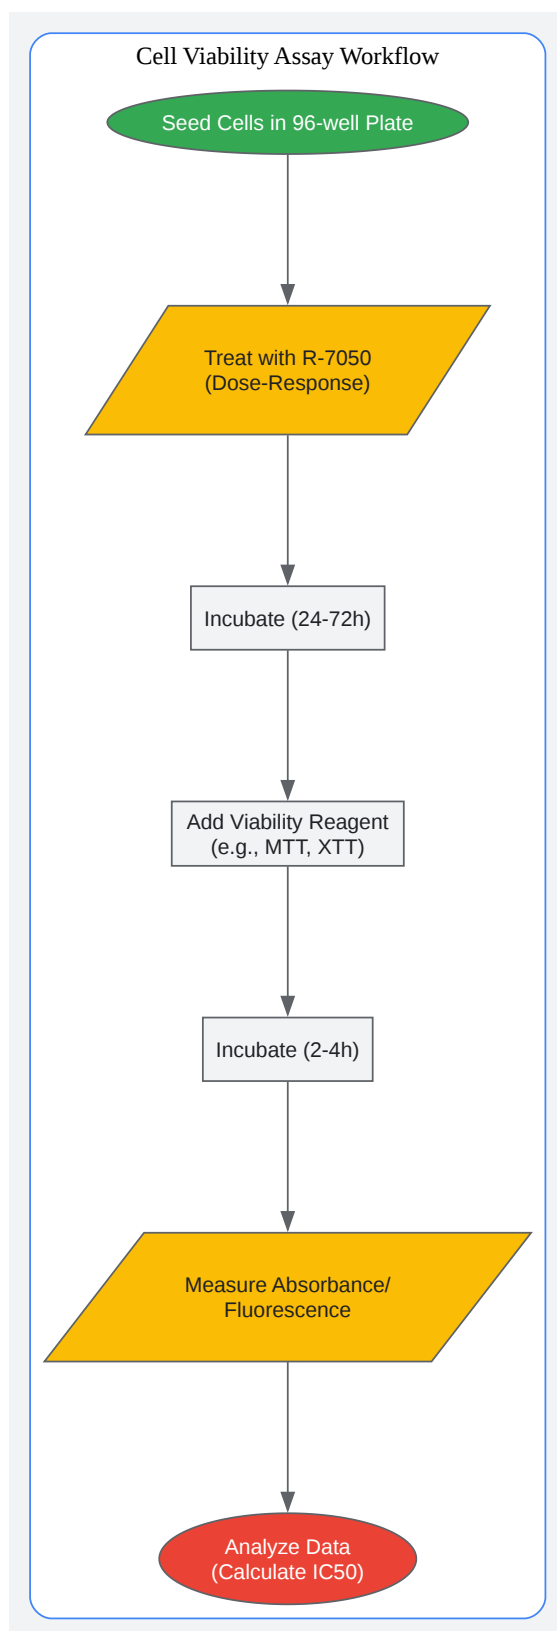 Cell Viability Assay Workflow
Seed Cells in 96-well Plate
Treat with R-7050
(Dose-Response)
Incubate (24-72h)
Add Viability Reagent
(e.g., MTT, XTT)
Incubate (2-4h)
Measure Absorbance/
Fluorescence
Analyze Data
(Calculate IC50)